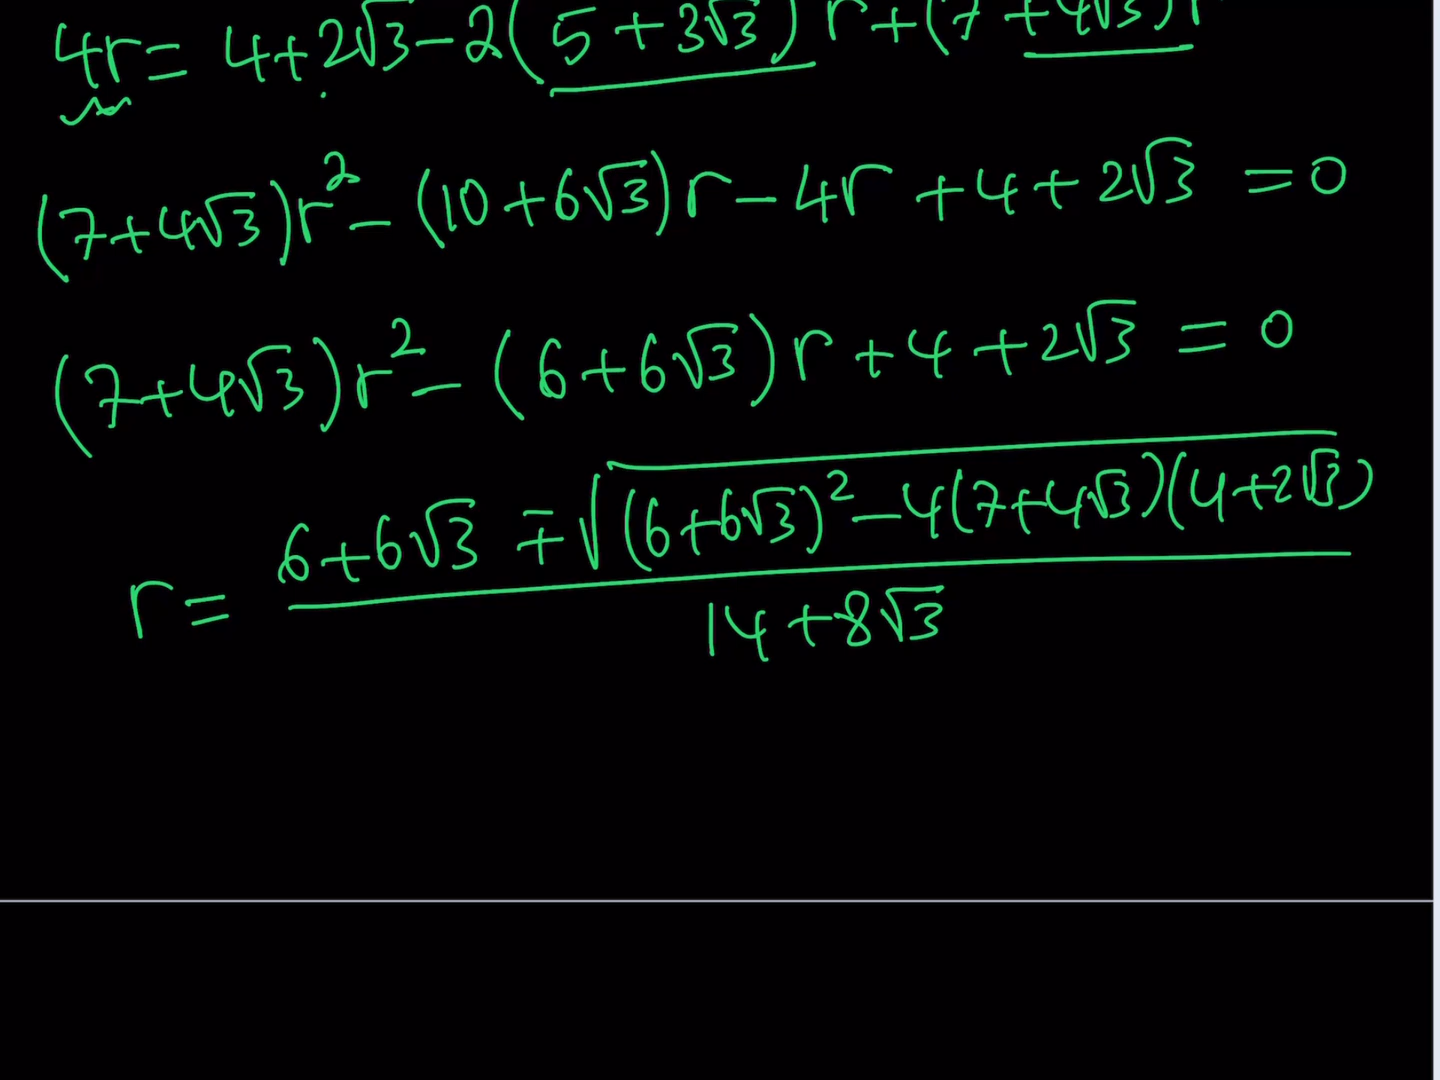 4r = 4+2√3-2(5+3√3)r+(7+4√3)r
(7+4√3)r² - (10+6√3)r - 4r + 4 + 2√3 = 0
(7+4√3)r² - (6+6√3)r + 4 + 2√3 = 0
r = 6+6√3 ∓ √(6+6√3)² - 4(7+4√3)(4+2√3)
14+8√3